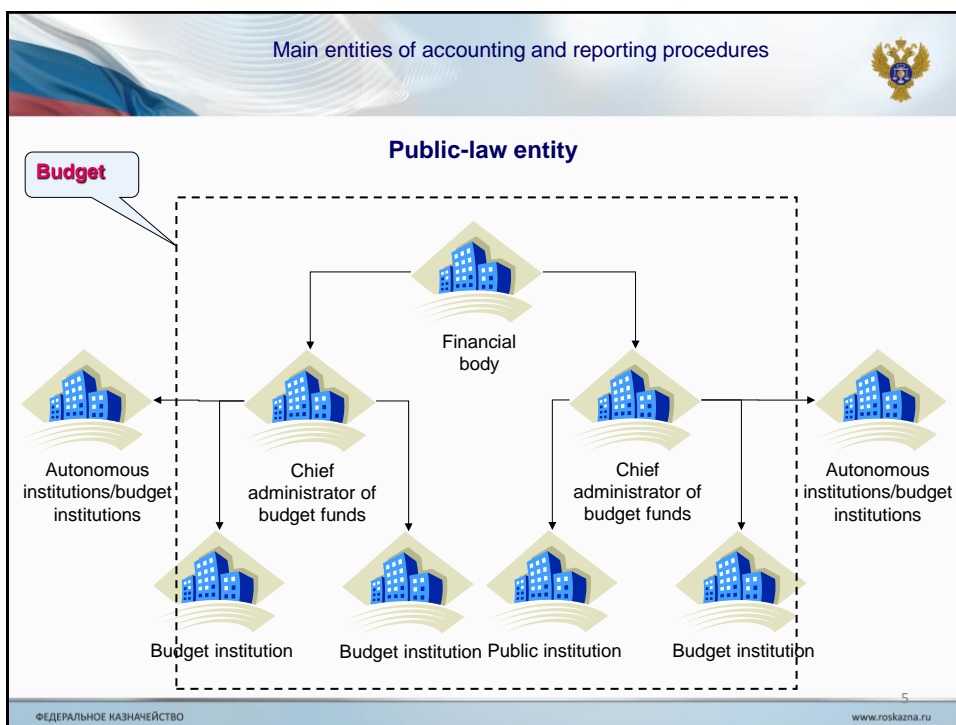 Main entities of accounting and reporting procedures
Public-law entity
Budget
Financial
body
Autonomous
institutions/budget
institutions
Chief
administrator of
budget funds
Chief
administrator of
budget funds
Autonomous
institutions/budget
institutions
Budget institution
Budget institution
Public institution
Budget institution
5
ФЕДЕРАЛЬНОЕ КАЗНАЧЕЙСТВО
www.roskazna.ru